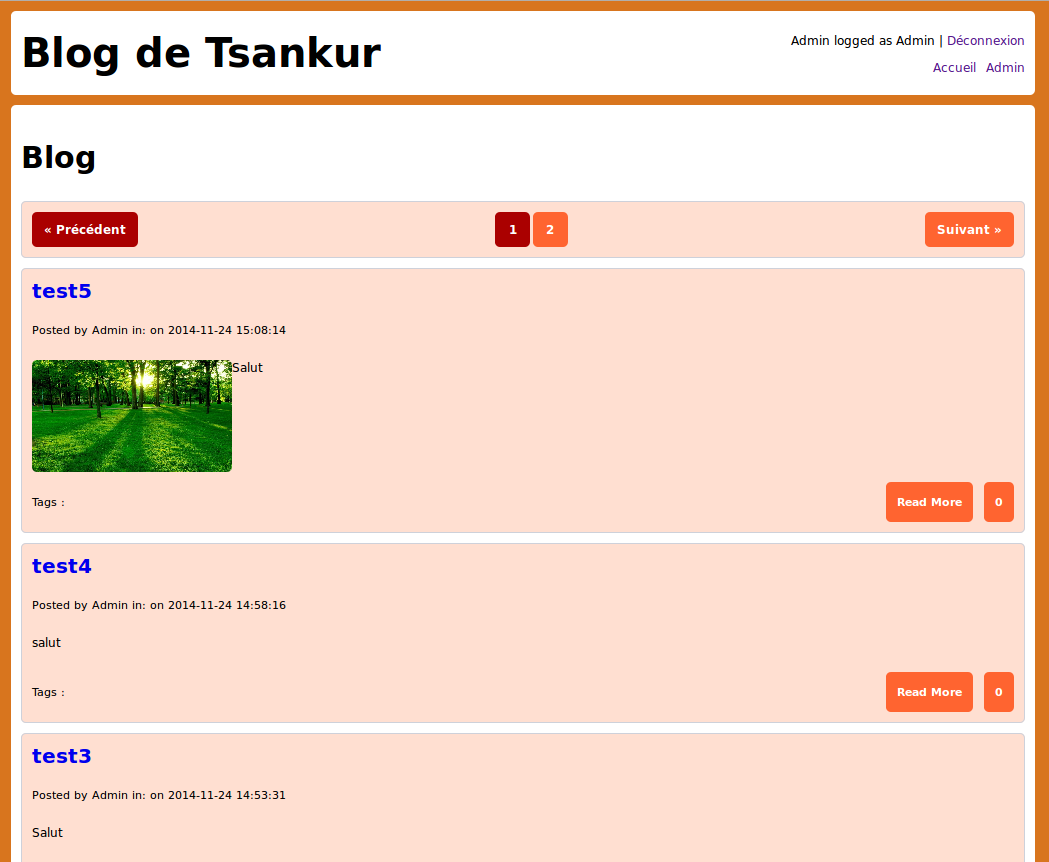 Blog de Tsankur
Admin logged as Admin | Déconnexion
Accueil Admin
Blog
« Précédent 1 2 Suivant »
test5
Posted by Admin in: on 2014-11-24 15:08:14
Salut
Tags : Read More 0
test4
Posted by Admin in: on 2014-11-24 14:58:16
salut
Tags : Read More 0
test3
Posted by Admin in: on 2014-11-24 14:53:31
Salut